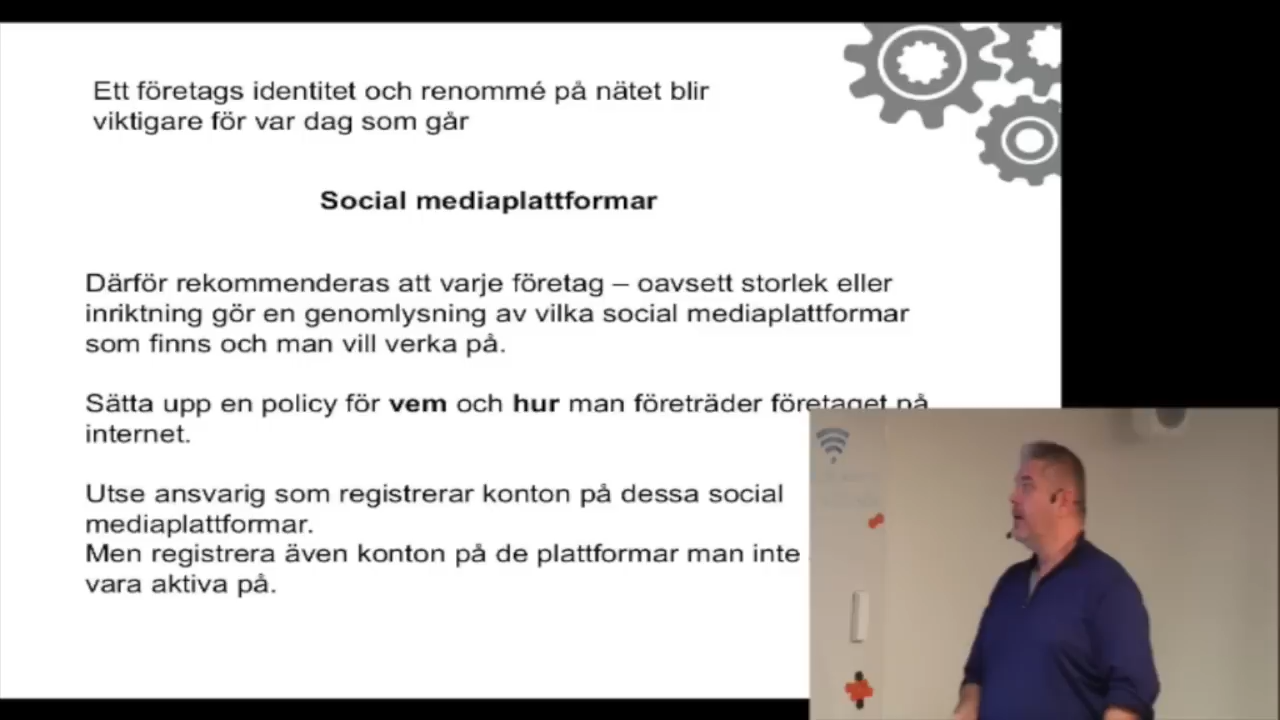 Ett företags identitet och renommé på nätet blir
viktigare för var dag som går
Social mediaplattformar
Därför rekommenderas att varje företag – oavsett storlek eller
inriktning gör en genomlysning av vilka social mediaplattformar
som finns och man vill verka på.
Sätta upp en policy för vem och hur man företräder företaget på
internet.
Utse ansvarig som registrerar konton på dessa social
mediaplattformar.
Men registrera även konton på de plattformar man inte
vara aktiva på.